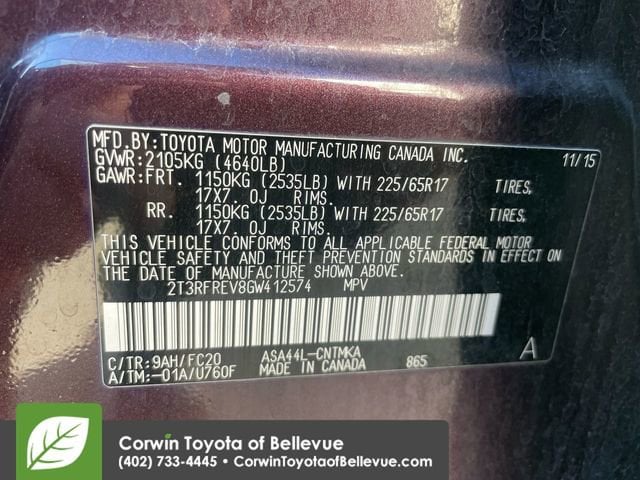 MFD. BY: TOYOTA MOTOR MANUFACTURING CANADA INC.
GVWR: 2105KG (4640LB) 11/15
GAWR: FRT. 1150KG (2535LB) WITH 225/65R17 TIRES,
17X7. 0J RIMS.
RR. 1150KG (2535LB) WITH 225/65R17 TIRES,
17X7. 0J RIMS.
THIS VEHICLE CONFORMS TO ALL APPLICABLE FEDERAL MOTOR
VEHICLE SAFETY AND THEFT PREVENTION STANDARDS IN EFFECT ON
THE DATE OF MANUFACTURE SHOWN ABOVE.
2T3RFREV8GW412574 MPV
C/TR: 9AH/FC20 ASA44L-CNTMKA 865 A
A/TM: -01A/U760F MADE IN CANADA
Corwin Toyota of Bellevue
(402) 733-4445 • CorwinToyotaofBellevue.com